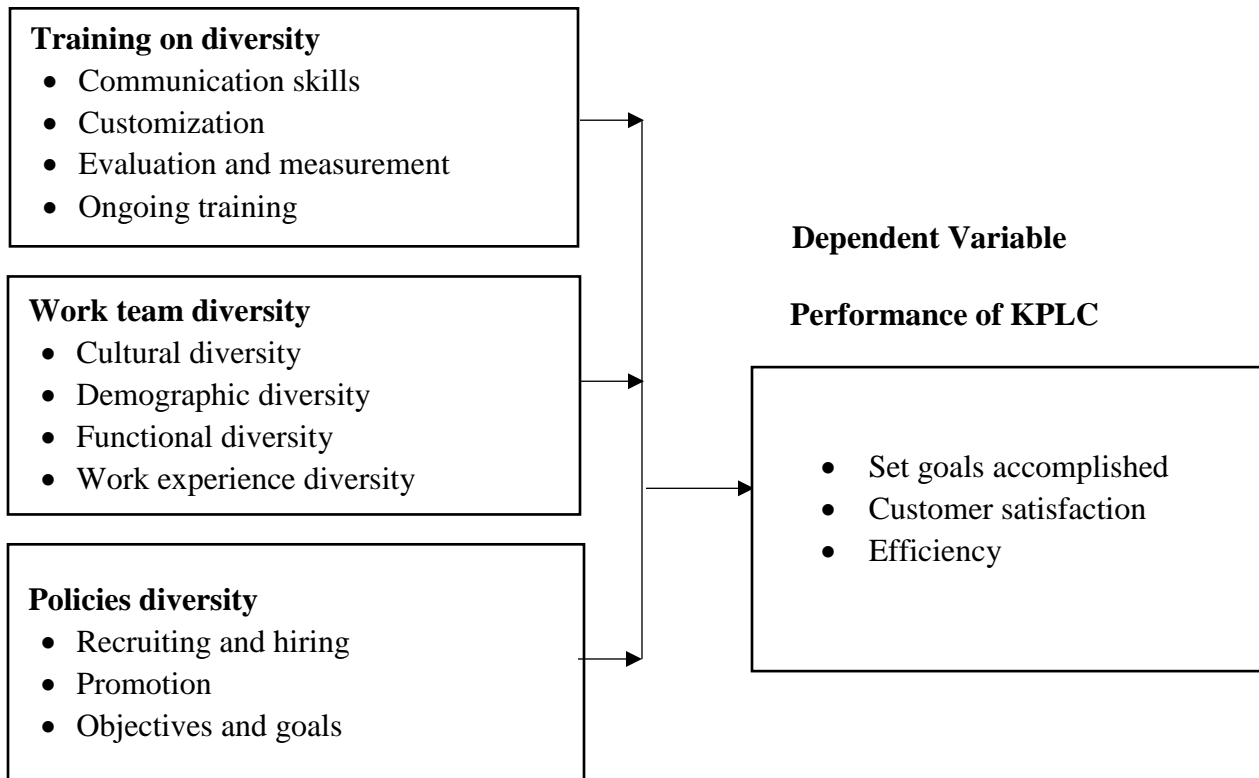 Training on diversity
• Communication skills
• Customization
• Evaluation and measurement
• Ongoing training
Work team diversity
• Cultural diversity
• Demographic diversity
• Functional diversity
• Work experience diversity
Policies diversity
• Recruiting and hiring
• Promotion
• Objectives and goals
Dependent Variable
Performance of KPLC
• Set goals accomplished
• Customer satisfaction
• Efficiency